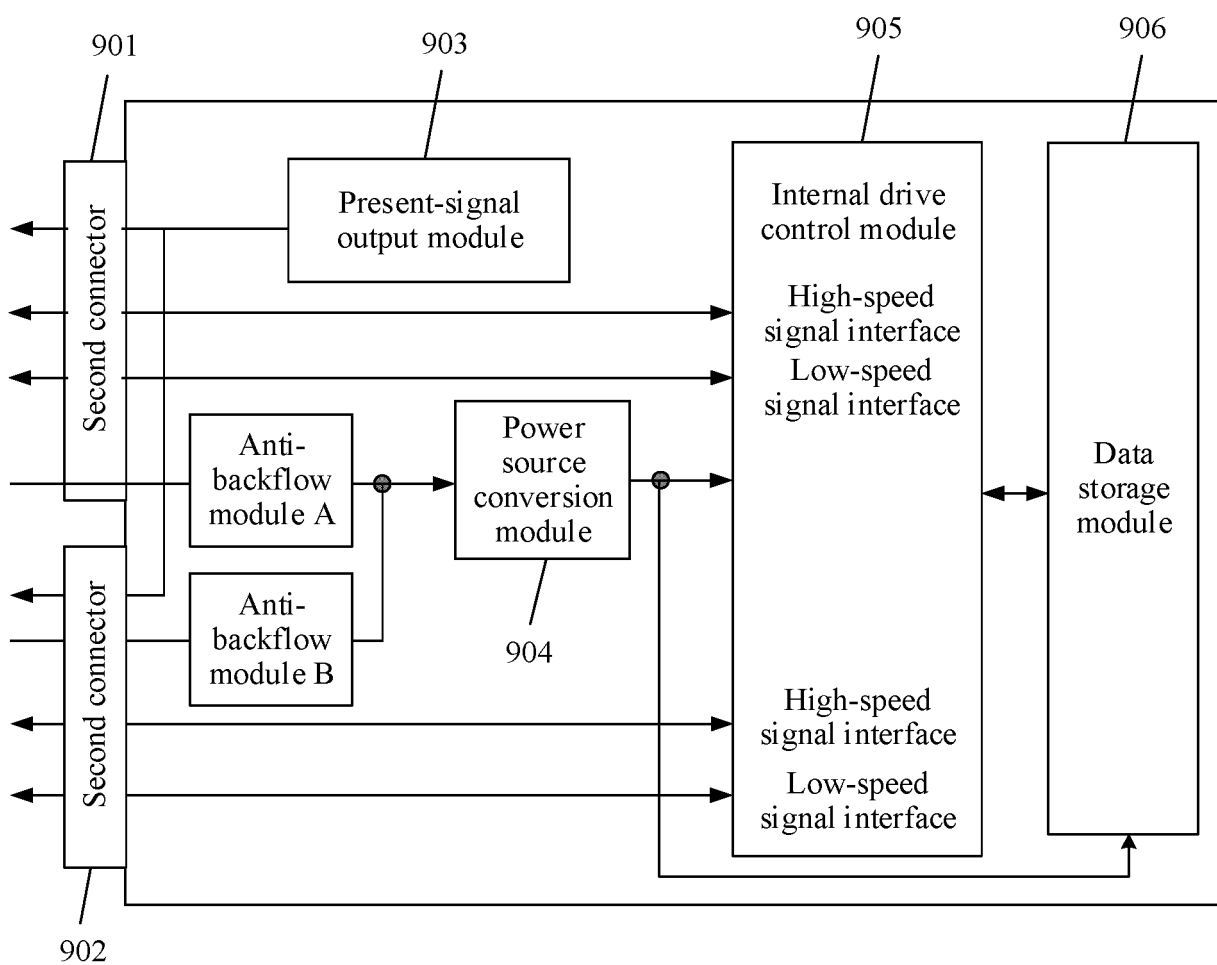 901
903
905
906
Second connector
Present-signal
output module
Internal drive
control module
High-speed
signal interface
Low-speed
signal interface
Anti-
backflow
module A
Power
source
conversion
module
Data
storage
module
Second connector
Anti-
backflow
module B
904
High-speed
signal interface
Low-speed
signal interface
902